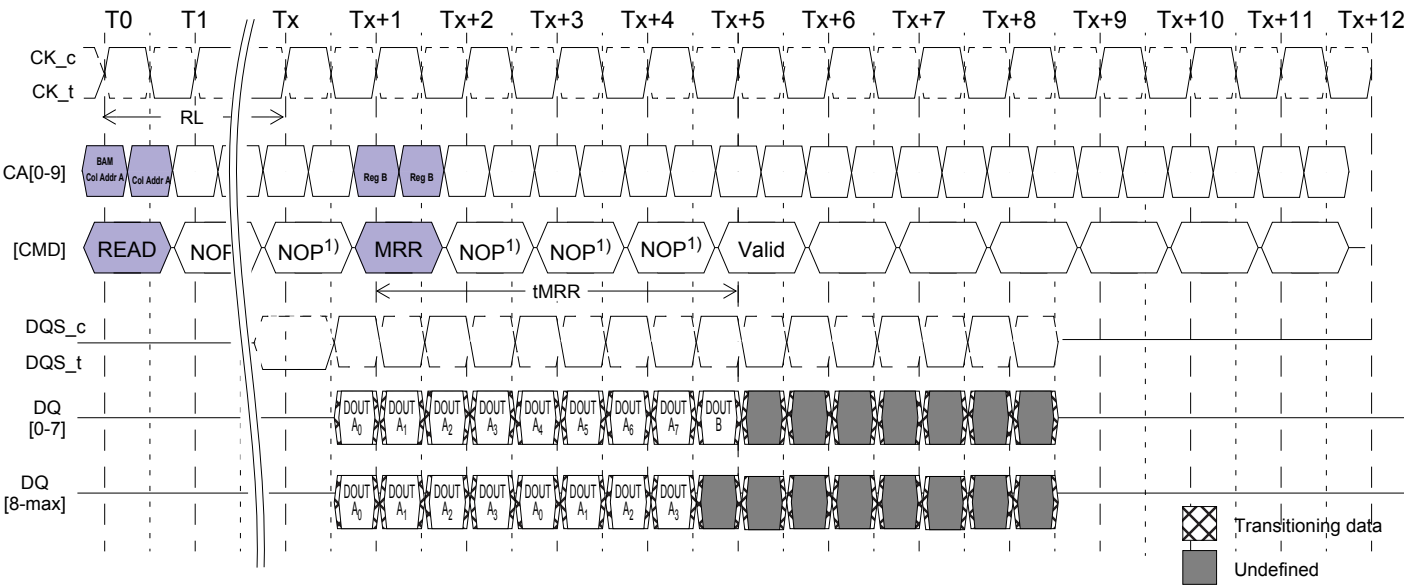 T0 T1 Tx Tx+1 Tx+2 Tx+3 Tx+4 Tx+5 Tx+6 Tx+7 Tx+8 Tx+9 Tx+10 Tx+11 Tx+12
CK_c
CK_t
RL
CA[0-9] BAM Col Addr A Col Addr A Reg B Reg B
[CMD] READ NOP NOP1) MRR NOP1) NOP1) NOP1) Valid
tMRR
DQS_c
DQS_t
DQ [0-7] DOUT A0 DOUT A1 DOUT A2 DOUT A3 DOUT A4 DOUT A5 DOUT A6 DOUT A7 DOUT B
DQ [8-max] DOUT A0 DOUT A1 DOUT A2 DOUT A3 DOUT A0 DOUT A1 DOUT A2 DOUT A3
Transitioning data
Undefined